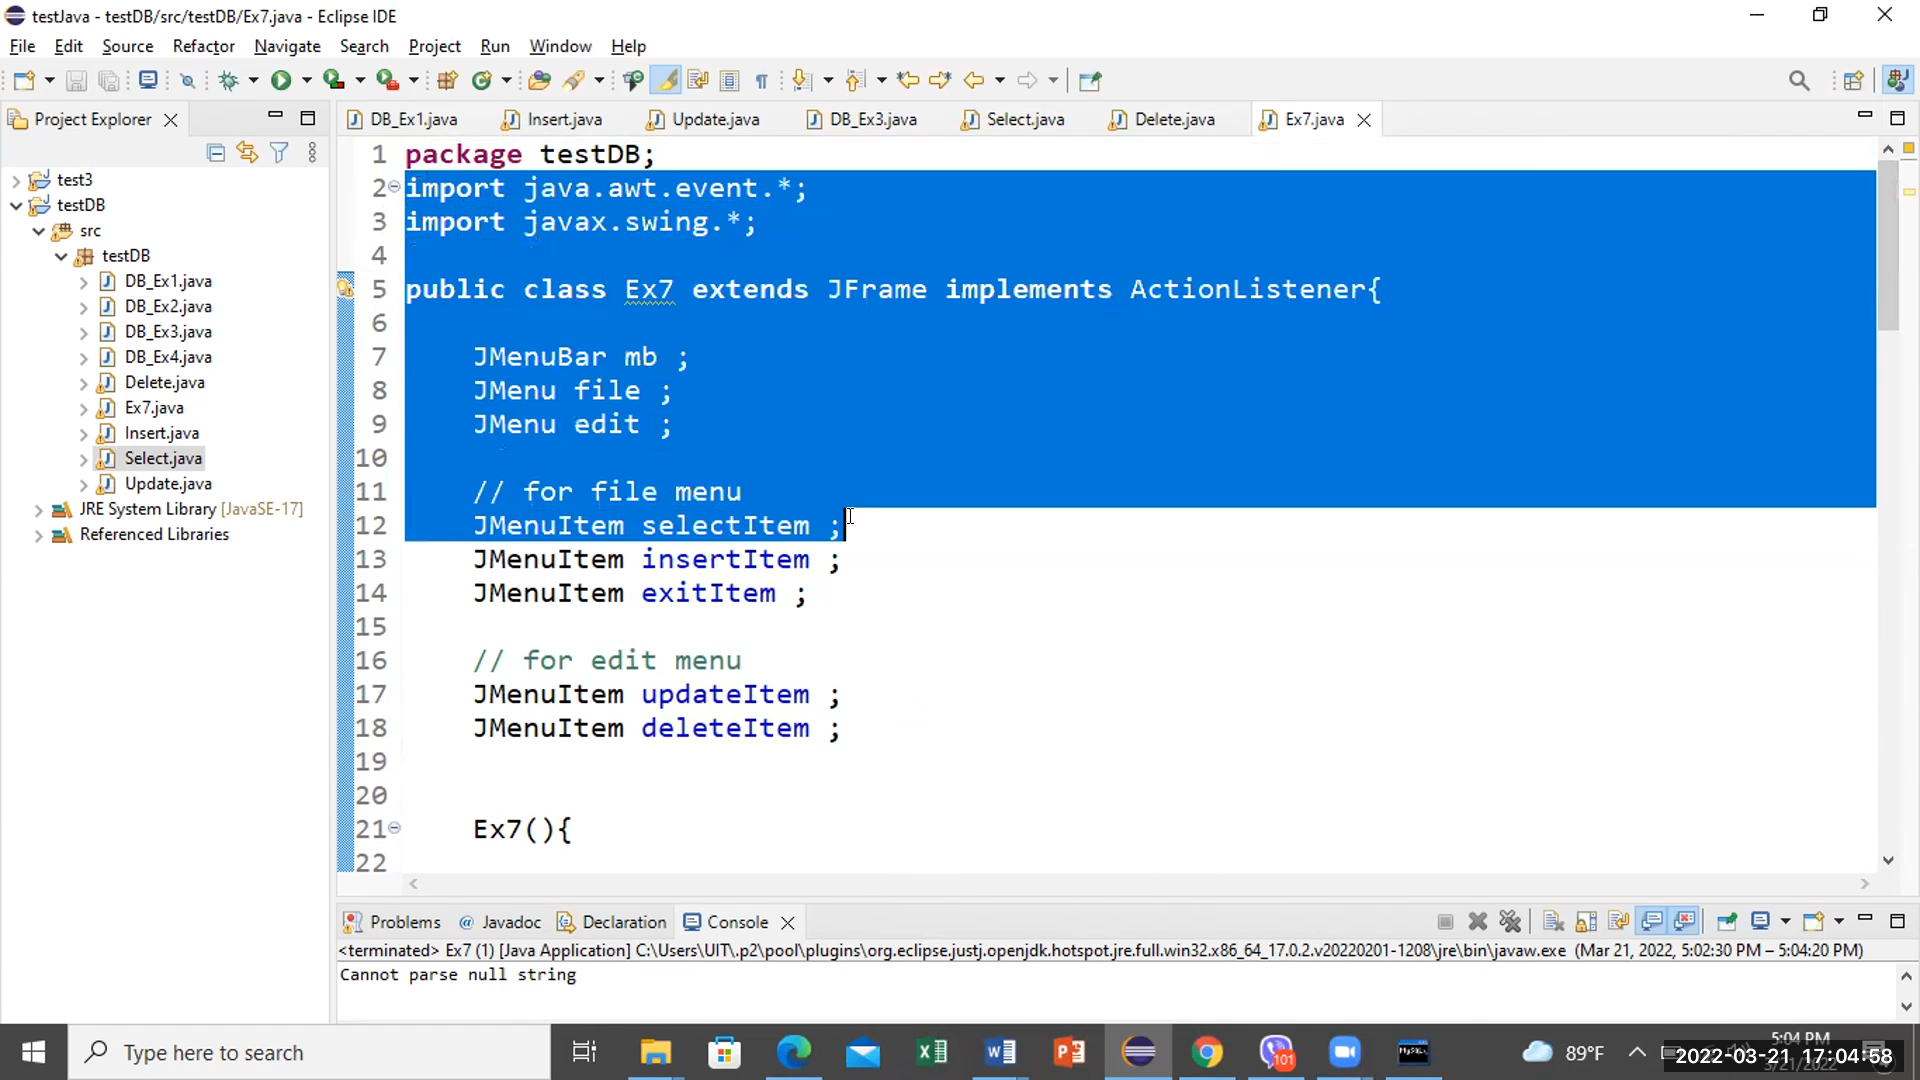 testJava - testDB/src/testDB/Ex7.java - Eclipse IDE
File Edit Source Refactor Navigate Search Project Run Window Help
Project Explorer
DB_Ex1.java Insert.java Update.java DB_Ex3.java Select.java Delete.java Ex7.java
test3
testDB
src
testDB
DB_Ex1.java
DB_Ex2.java
DB_Ex3.java
DB_Ex4.java
Delete.java
Ex7.java
Insert.java
Select.java
Update.java
JRE System Library [JavaSE-17]
Referenced Libraries
1 package testDB;
2 import java.awt.event.*;
3 import javax.swing.*;
4
5 public class Ex7 extends JFrame implements ActionListener{
6
7 JMenuBar mb ;
8 JMenu file ;
9 JMenu edit ;
10
11 // for file menu
12 JMenuItem selectItem ;
13 JMenuItem insertItem ;
14 JMenuItem exitItem ;
15
16 // for edit menu
17 JMenuItem updateItem ;
18 JMenuItem deleteItem ;
19
20
21 Ex7(){
22
Problems @ Javadoc Declaration Console
<terminated> Ex7 (1) [Java Application] C:\Users\UIT\.p2\pool\plugins\org.eclipse.justj.openjdk.hotspot.jre.full.win32.x86_64_17.0.2.v20220201-1208\jre\bin\javaw.exe (Mar 21, 2022, 5:02:30 PM – 5:04:20 PM)
Cannot parse null string
Type here to search
101
MySQL
89°F
5:04 PM
2022-03-21 17:04:58